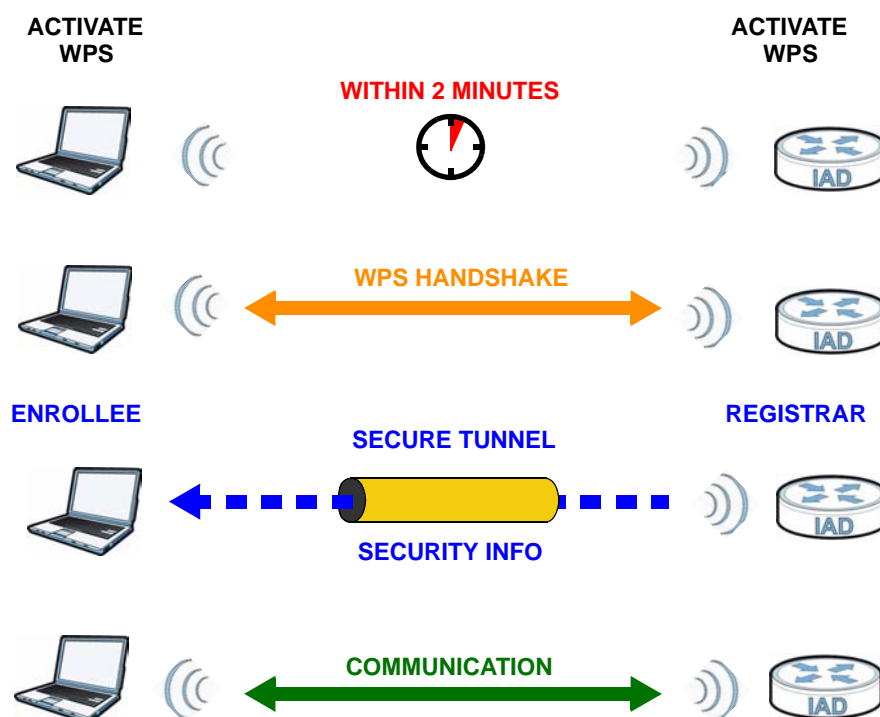 ACTIVATE
WPS
ACTIVATE
WPS
WITHIN 2 MINUTES
IAD
WPS HANDSHAKE
IAD
ENROLLEE
REGISTRAR
SECURE TUNNEL
IAD
SECURITY INFO
COMMUNICATION
IAD